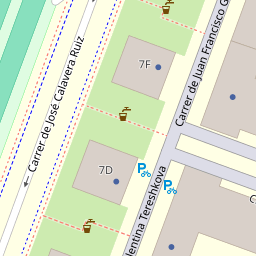 7F
Carrer de José Calavera Ruiz
Carrer de Juan Francisco G
7D
lentina Tereshkova